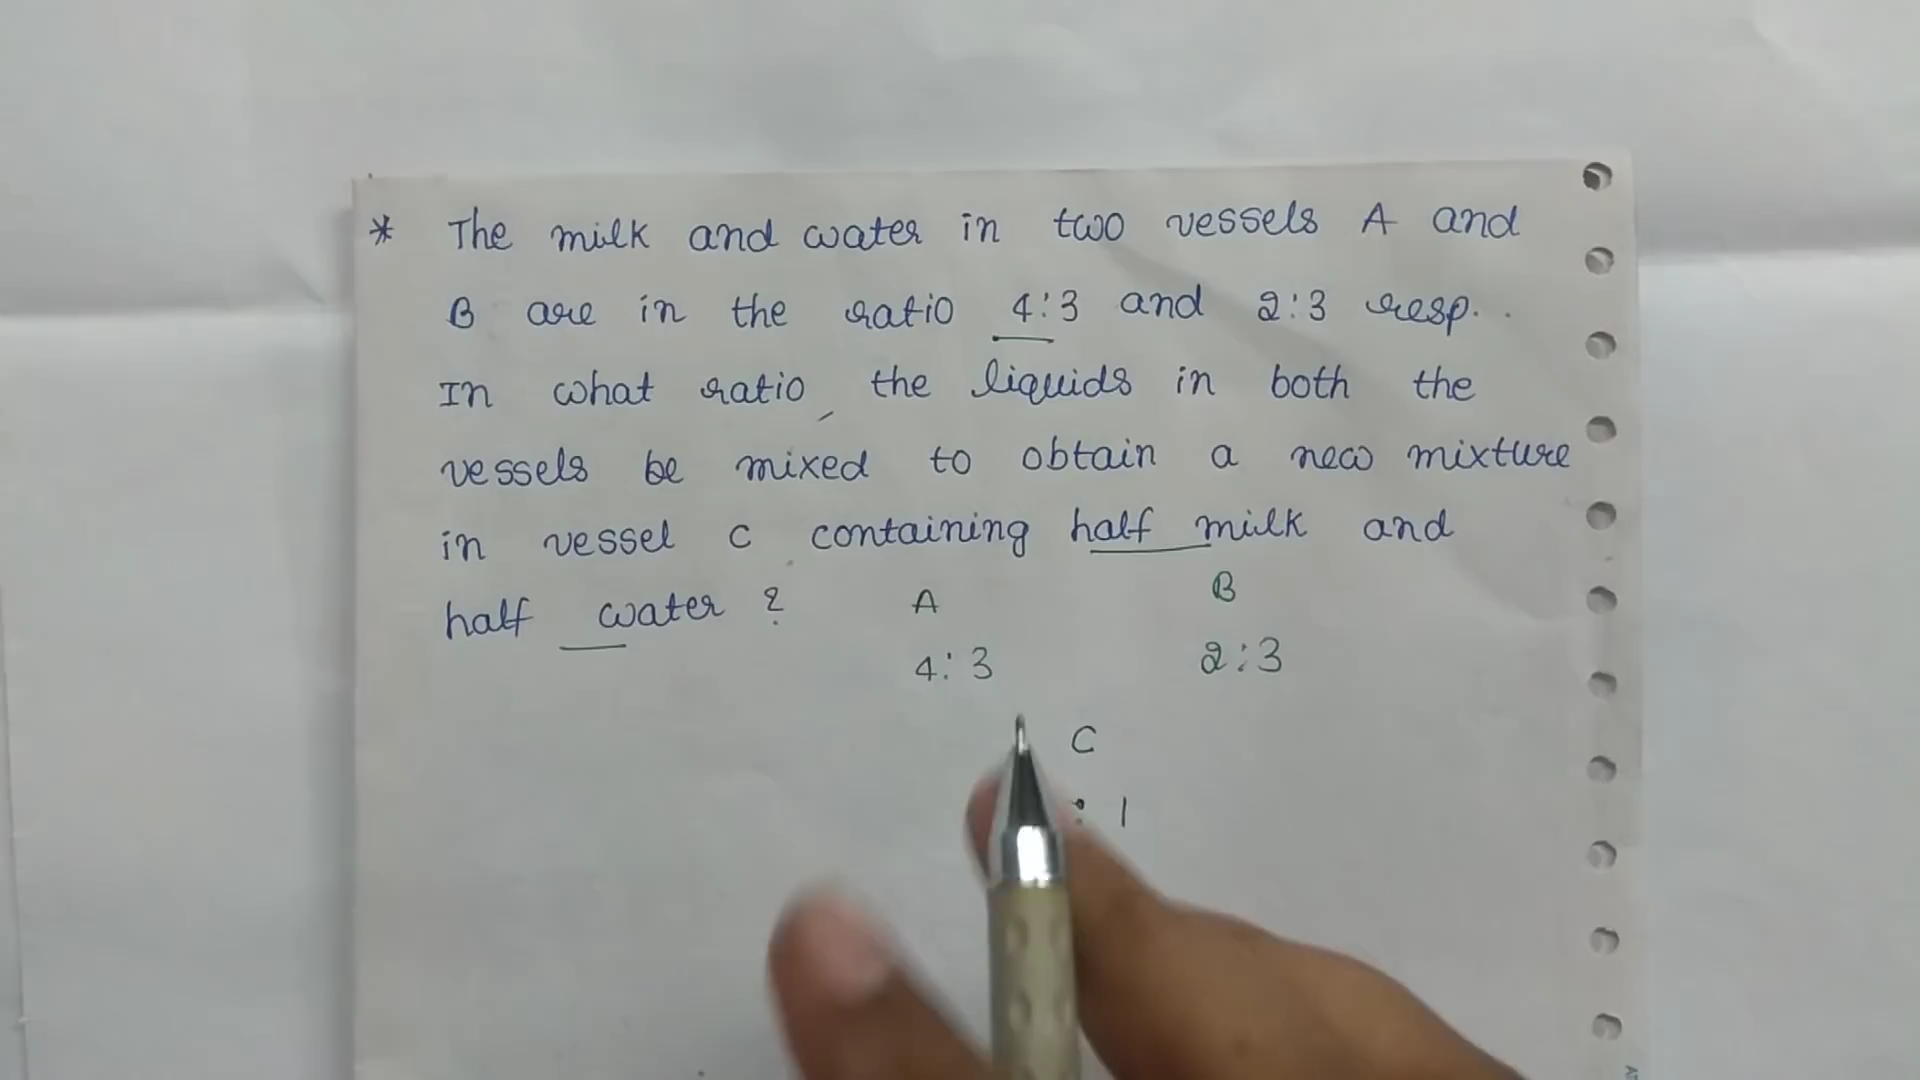 * The milk and water in two vessels A and
B are in the ratio 4:3 and 2:3 resp..
In what ratio, the liquids in both the
vessels be mixed to obtain a new mixture
in vessel C containing half milk and
half water ?
A B
4:3 2:3
C
: 1